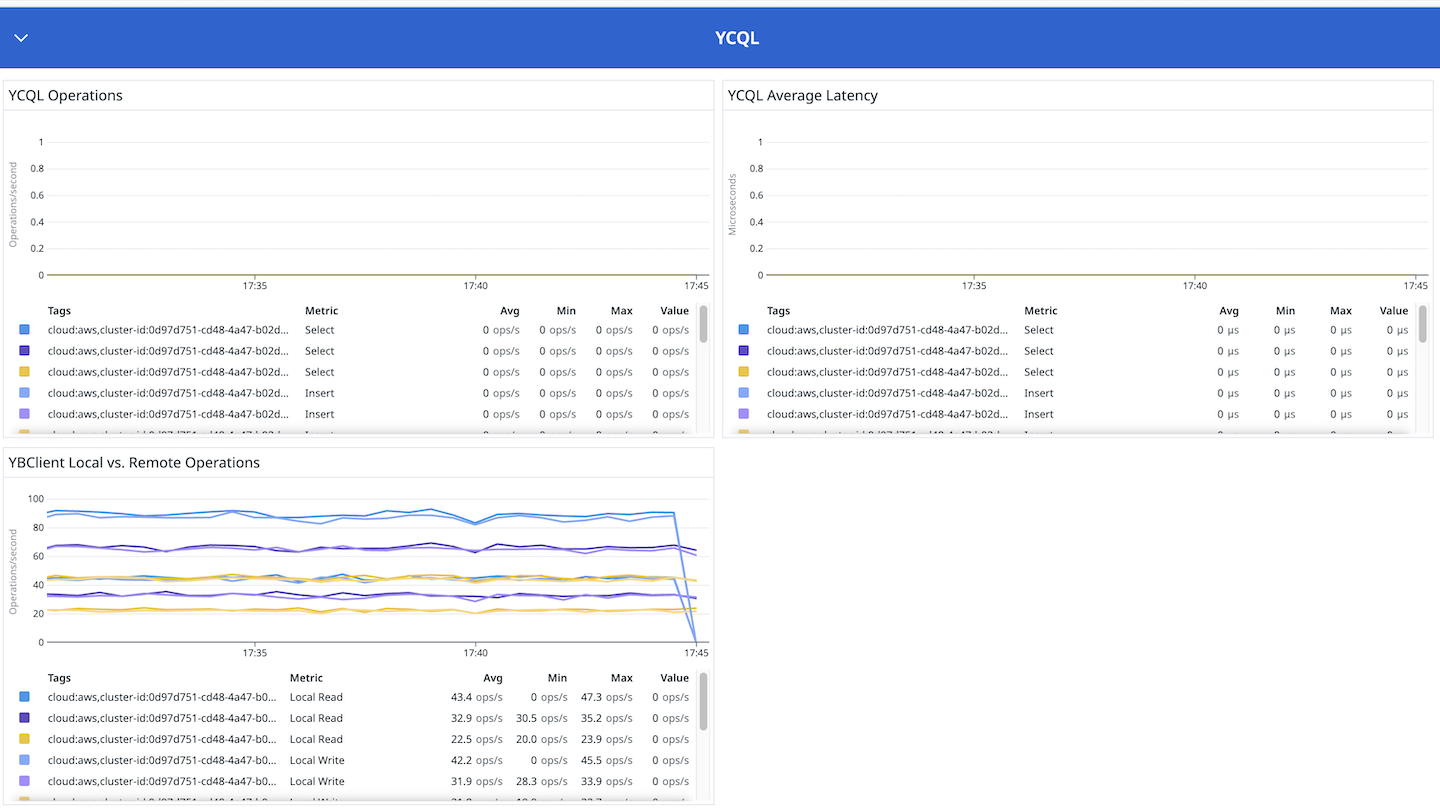 YCQL
YCQL Operations
Operations/second
1
0.8
0.6
0.4
0.2
0
17:35 17:40 17:45
Tags Metric Avg Min Max Value
cloud:aws,cluster-id:0d97d751-cd48-4a47-b02d... Select 0 ops/s 0 ops/s 0 ops/s 0 ops/s
cloud:aws,cluster-id:0d97d751-cd48-4a47-b02d... Select 0 ops/s 0 ops/s 0 ops/s 0 ops/s
cloud:aws,cluster-id:0d97d751-cd48-4a47-b02d... Select 0 ops/s 0 ops/s 0 ops/s 0 ops/s
cloud:aws,cluster-id:0d97d751-cd48-4a47-b02d... Insert 0 ops/s 0 ops/s 0 ops/s 0 ops/s
cloud:aws,cluster-id:0d97d751-cd48-4a47-b02d... Insert 0 ops/s 0 ops/s 0 ops/s 0 ops/s
YCQL Average Latency
Microseconds
1
0.8
0.6
0.4
0.2
0
17:35 17:40 17:45
Tags Metric Avg Min Max Value
cloud:aws,cluster-id:0d97d751-cd48-4a47-b02d... Select 0 µs 0 µs 0 µs 0 µs
cloud:aws,cluster-id:0d97d751-cd48-4a47-b02d... Select 0 µs 0 µs 0 µs 0 µs
cloud:aws,cluster-id:0d97d751-cd48-4a47-b02d... Select 0 µs 0 µs 0 µs 0 µs
cloud:aws,cluster-id:0d97d751-cd48-4a47-b02d... Insert 0 µs 0 µs 0 µs 0 µs
cloud:aws,cluster-id:0d97d751-cd48-4a47-b02d... Insert 0 µs 0 µs 0 µs 0 µs
YBClient Local vs. Remote Operations
Operations/second
100
80
60
40
20
0
17:35 17:40 17:45
Tags Metric Avg Min Max Value
cloud:aws,cluster-id:0d97d751-cd48-4a47-b0... Local Read 43.4 ops/s 0 ops/s 47.3 ops/s 0 ops/s
cloud:aws,cluster-id:0d97d751-cd48-4a47-b0... Local Read 32.9 ops/s 30.5 ops/s 35.2 ops/s 0 ops/s
cloud:aws,cluster-id:0d97d751-cd48-4a47-b0... Local Read 22.5 ops/s 20.0 ops/s 23.9 ops/s 0 ops/s
cloud:aws,cluster-id:0d97d751-cd48-4a47-b0... Local Write 42.2 ops/s 0 ops/s 45.5 ops/s 0 ops/s
cloud:aws,cluster-id:0d97d751-cd48-4a47-b0... Local Write 31.9 ops/s 28.3 ops/s 33.9 ops/s 0 ops/s